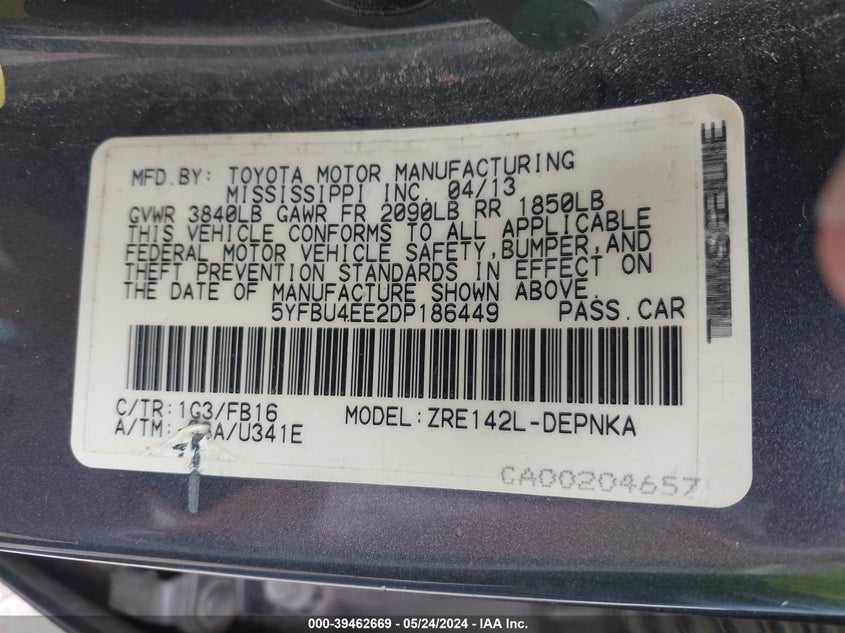 MFD.BY: TOYOTA MOTOR MANUFACTURING
MISSISSIPPI INC. 04/13
GVWR 3840LB GAWR FR 2090LB RR 1850LB
THIS VEHICLE CONFORMS TO ALL APPLICABLE
FEDERAL MOTOR VEHICLE SAFETY,BUMPER,AND
THEFT PREVENTION STANDARDS IN EFFECT ON
THE DATE OF MANUFACTURE SHOWN ABOVE.
5YFBU4EE2DP186449 PASS.CAR
C/TR:1G3/FB16 MODEL:ZRE142L-DEPNKA
A/TM: /U341E
CA00204657
000-39462669 - 05/24/2024 - IAA Inc.